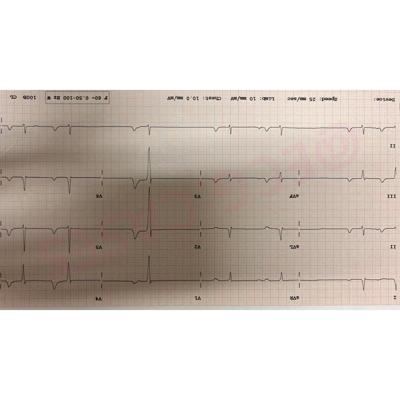 I aVR V1 V4
II aVL V2 V5
III aVF V3 V6
II
Device: Speed: 25 mm/sec Limb: 10 mm/mV Chest: 10.0 mm/mV F 60~ 0.50-100 Hz W 100B CL